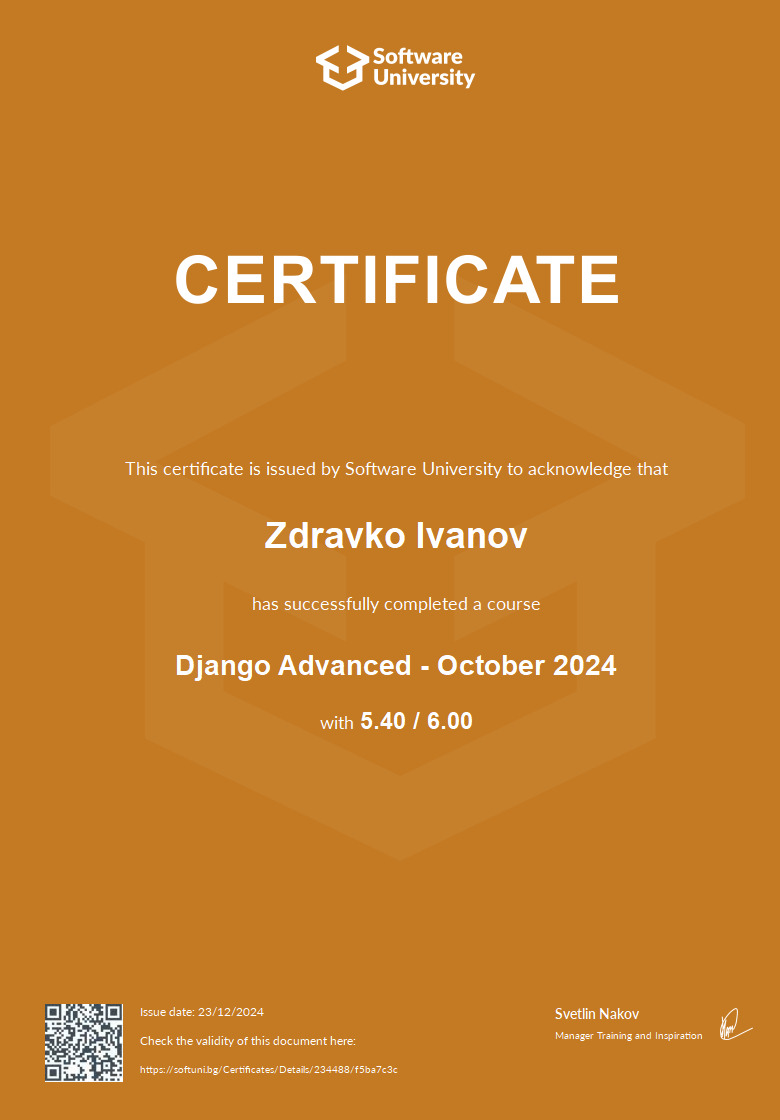 Software
University
CERTIFICATE
This certificate is issued by Software University to acknowledge that
Zdravko Ivanov
has successfully completed a course
Django Advanced - October 2024
with 5.40 / 6.00
Issue date: 23/12/2024
Check the validity of this document here:
https://softuni.bg/Certificates/Details/234488/f5ba7c3c
Svetlin Nakov
Manager Training and Inspiration